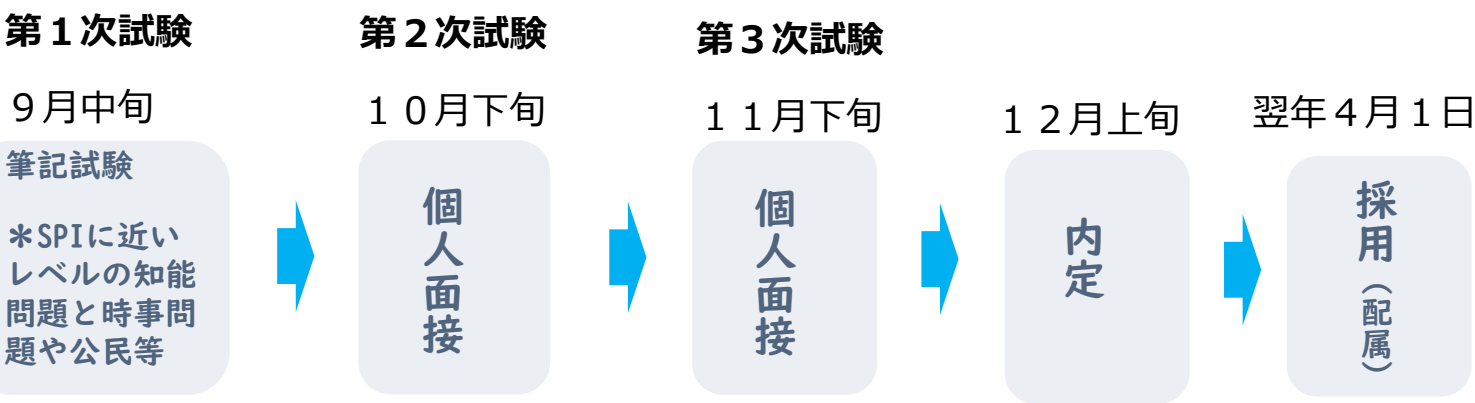 第１次試験
９月中旬
筆記試験
＊SPIに近い
レベルの知能
問題と時事問
題や公民等
第２次試験
１０月下旬
個人面接
第３次試験
１１月下旬
個人面接
１２月上旬
内定
翌年４月１日
採用（配属）